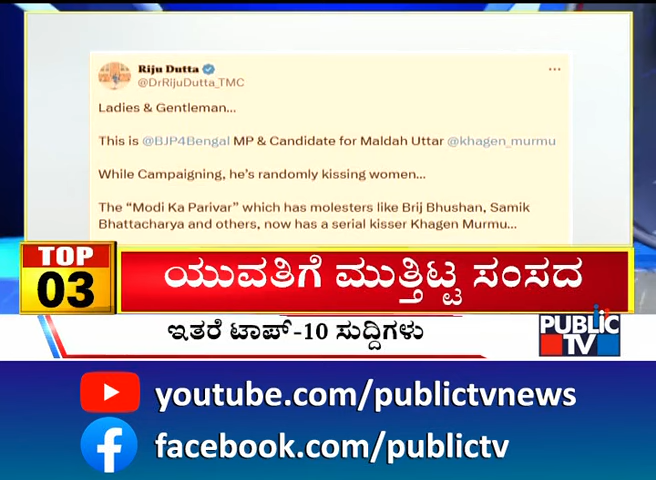 Riju Dutta
@DrRijuDutta_TMC
Ladies & Gentleman...
This is @BJP4Bengal MP & Candidate for Maldah Uttar @khagen_murmu
While Campaigning, he's randomly kissing women...
The “Modi Ka Parivar” which has molesters like Brij Bhushan, Samik
Bhattacharya and others, now has a serial kisser Khagen Murmu...
TOP
03
ಯುವತಿಗೆ ಮುತ್ತಿಟ್ಟ ಸಂಸದ
ಇತರೆ ಟಾಪ್-10 ಸುದ್ದಿಗಳು
PUBLiC
TV
youtube.com/publictvnews
facebook.com/publictv